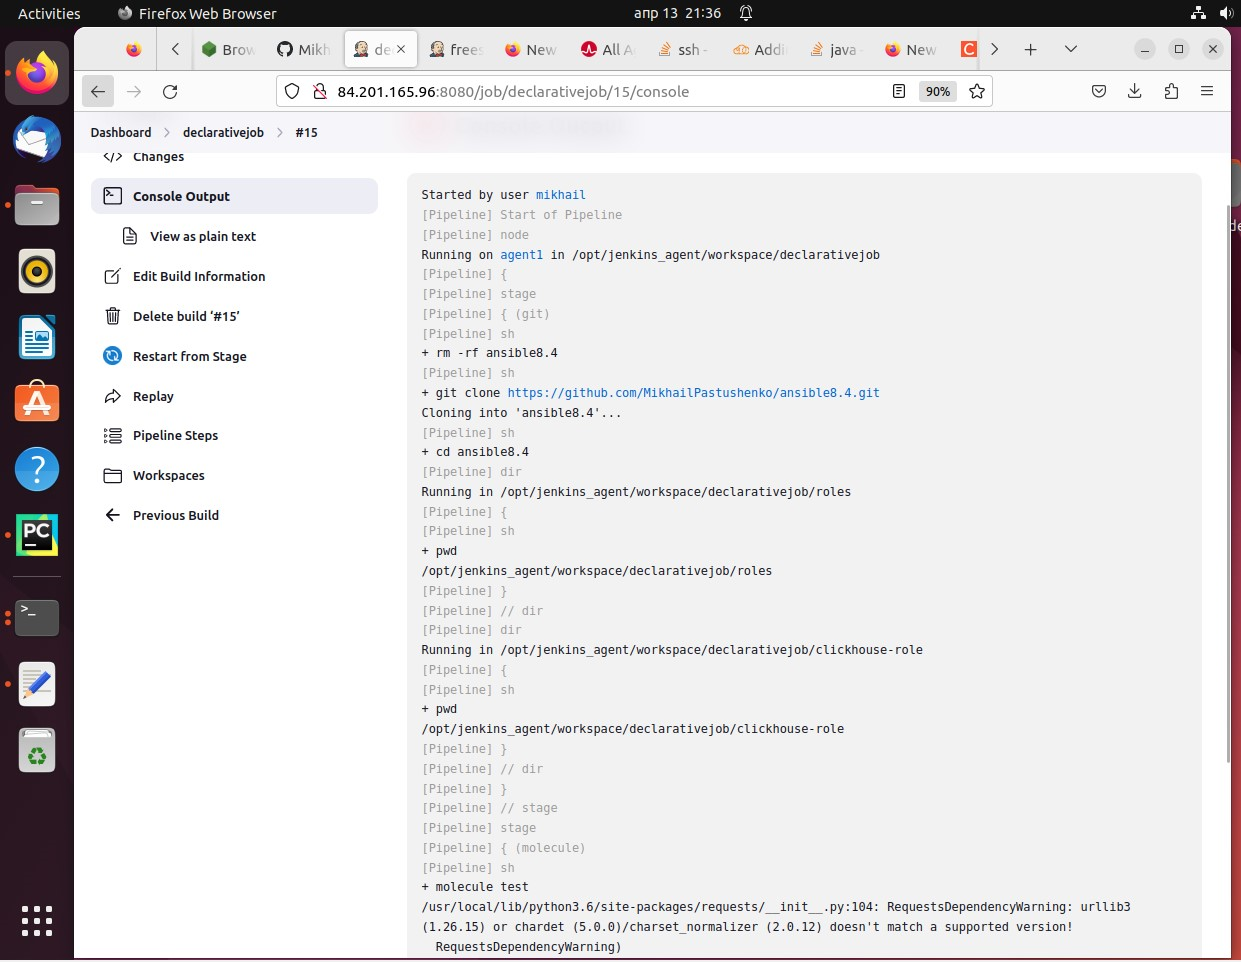 Activities
Firefox Web Browser
апр 13 21:36
Brow
Mikh
de
frees
New
All A
ssh -
Addi
java
New
C
84.201.165.96:8080/job/declarativejob/15/console
90%
Dashboard
declarativejob
#15
Changes
Console Output
View as plain text
Edit Build Information
Delete build ‘#15’
Restart from Stage
Replay
Pipeline Steps
Workspaces
Previous Build
Started by user mikhail
[Pipeline] Start of Pipeline
[Pipeline] node
Running on agent1 in /opt/jenkins_agent/workspace/declarativejob
[Pipeline] {
[Pipeline] stage
[Pipeline] { (git)
[Pipeline] sh
+ rm -rf ansible8.4
[Pipeline] sh
+ git clone https://github.com/MikhailPastushenko/ansible8.4.git
Cloning into 'ansible8.4'...
[Pipeline] sh
+ cd ansible8.4
[Pipeline] dir
Running in /opt/jenkins_agent/workspace/declarativejob/roles
[Pipeline] {
[Pipeline] sh
+ pwd
/opt/jenkins_agent/workspace/declarativejob/roles
[Pipeline] }
[Pipeline] // dir
[Pipeline] dir
Running in /opt/jenkins_agent/workspace/declarativejob/clickhouse-role
[Pipeline] {
[Pipeline] sh
+ pwd
/opt/jenkins_agent/workspace/declarativejob/clickhouse-role
[Pipeline] }
[Pipeline] // dir
[Pipeline] }
[Pipeline] // stage
[Pipeline] stage
[Pipeline] { (molecule)
[Pipeline] sh
+ molecule test
/usr/local/lib/python3.6/site-packages/requests/__init__.py:104: RequestsDependencyWarning: urllib3
(1.26.15) or chardet (5.0.0)/charset_normalizer (2.0.12) doesn't match a supported version!
RequestsDependencyWarning)
PC
de